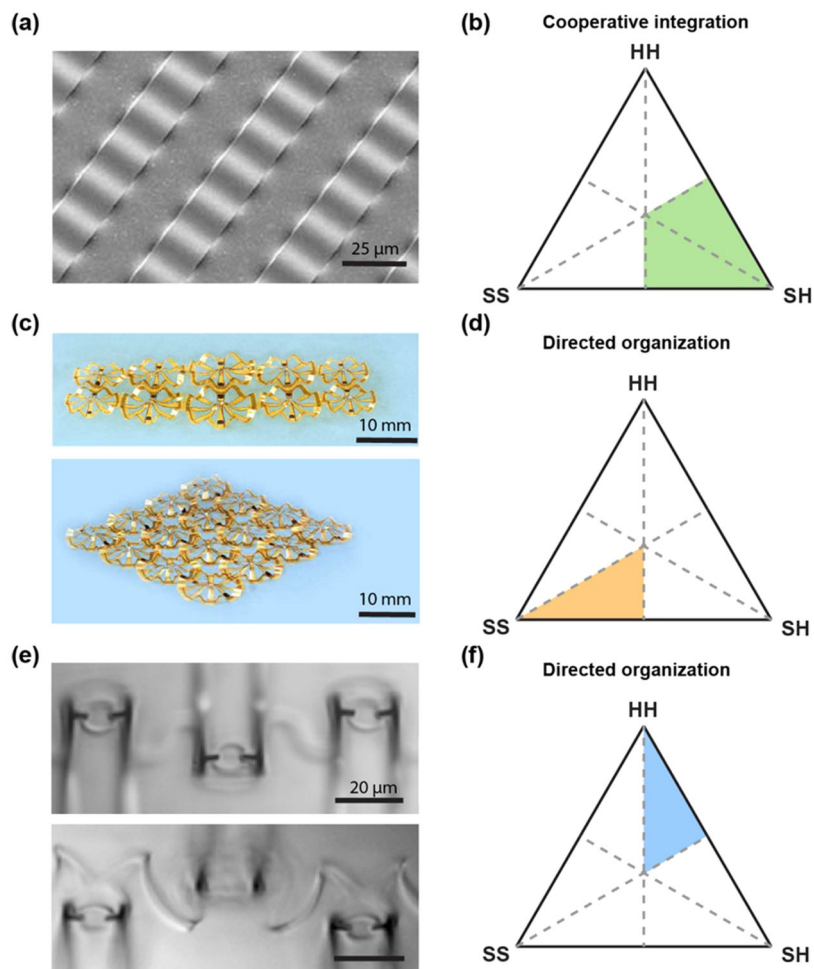 (a)
25 µm
(b)
Cooperative integration
HH
SS
SH
(c)
10 mm
10 mm
(d)
Directed organization
HH
SS
SH
(e)
20 µm
(f)
Directed organization
HH
SS
SH